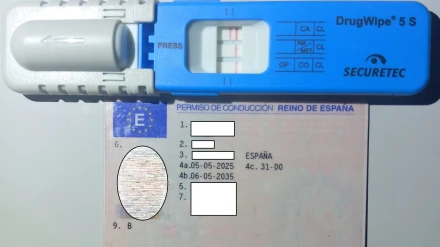 DrugWipe® 5 S
CA CL
PRESS
AM/MET CL
OP CO CL
SECURETEC
PERMISO DE CONDUCCIÓN REINO DE ESPAÑA
E
1.
2.
6.
3. ESPAÑA
4a.05-05-2025 4c. 31-00
4b.06-05-2035
5.
7.
9. B